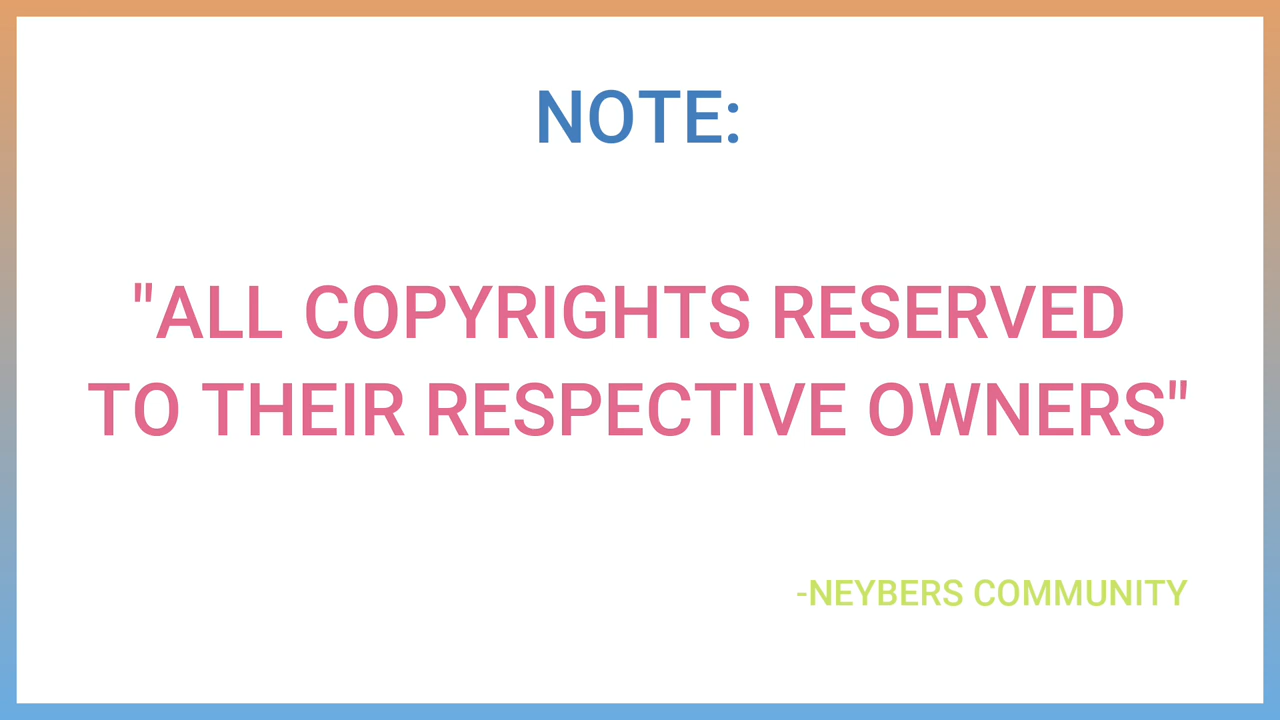 NOTE:
"ALL COPYRIGHTS RESERVED
TO THEIR RESPECTIVE OWNERS"
-NEYBERS COMMUNITY